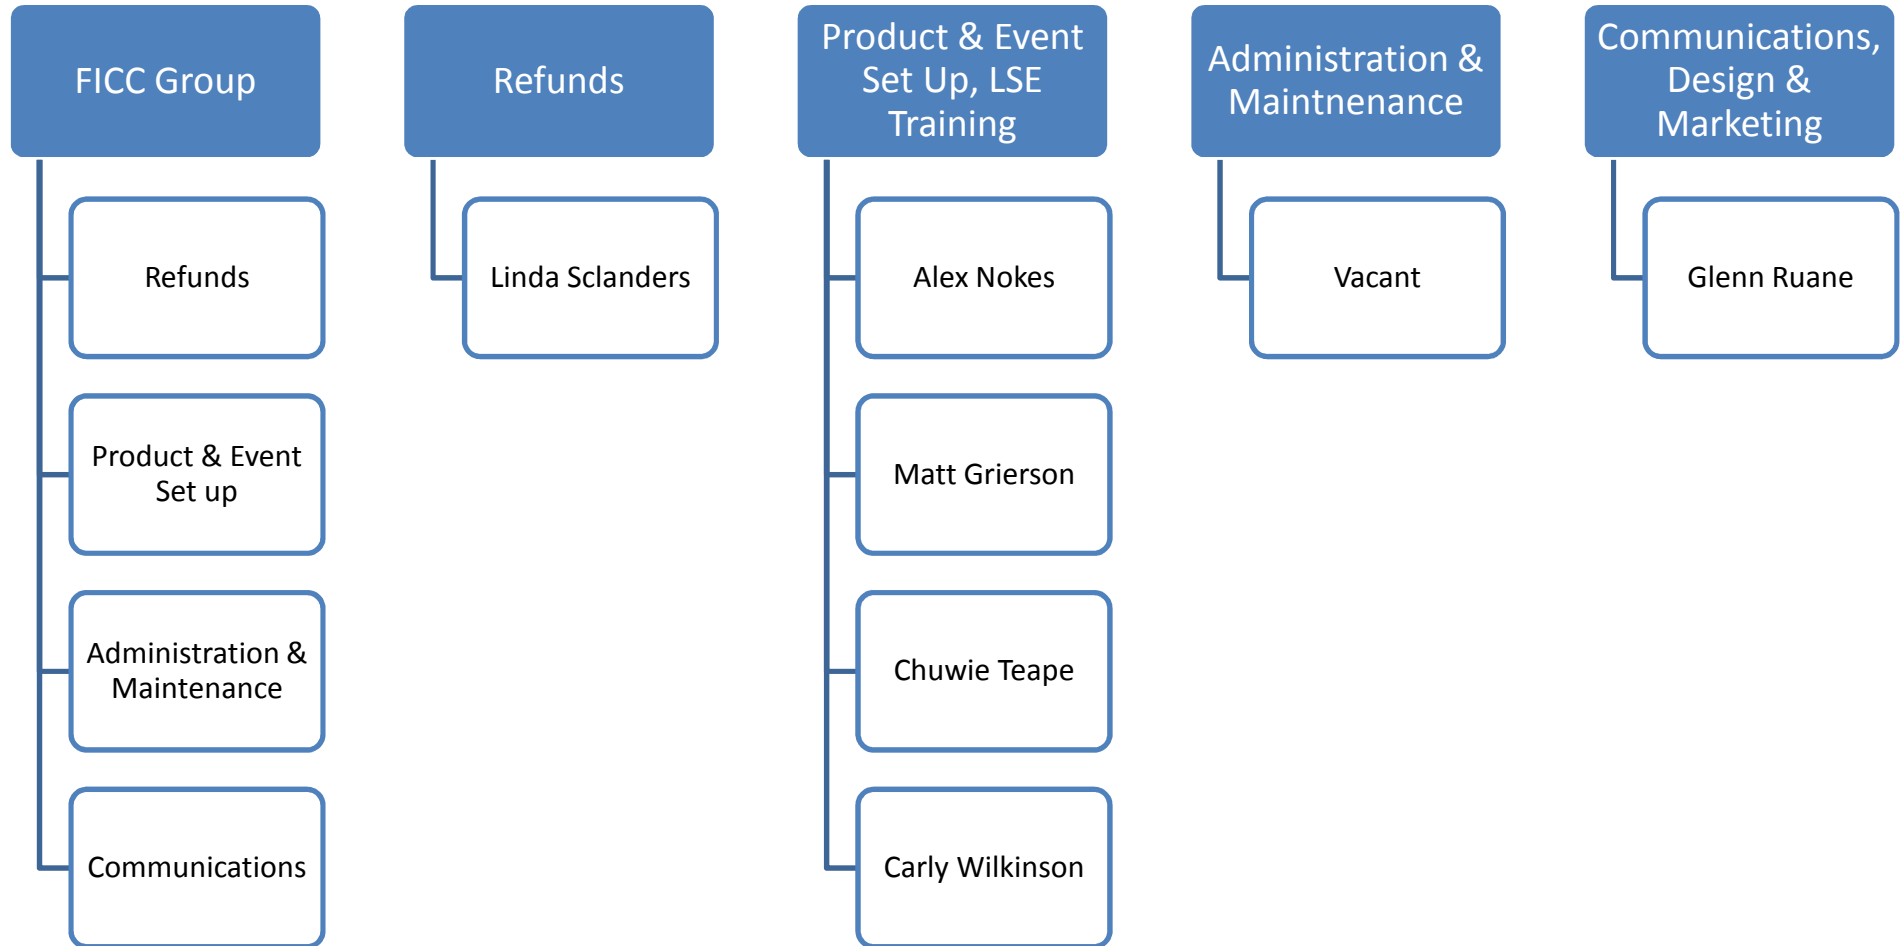 FICC Group
Refunds
Product & Event
Set up
Administration &
Maintenance
Communications
Refunds
Linda Sclanders
Product & Event
Set Up, LSE
Training
Alex Nokes
Matt Grierson
Chuwie Teape
Carly Wilkinson
Administration &
Maintnenance
Vacant
Communications,
Design &
Marketing
Glenn Ruane